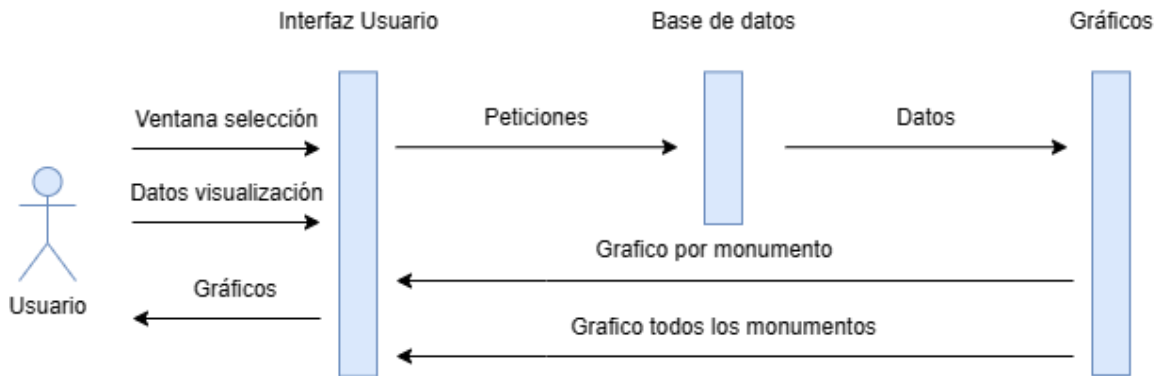 Interfaz Usuario
Base de datos
Gráficos
Ventana selección
Peticiones
Datos
Datos visualización
Grafico por monumento
Gráficos
Usuario
Grafico todos los monumentos